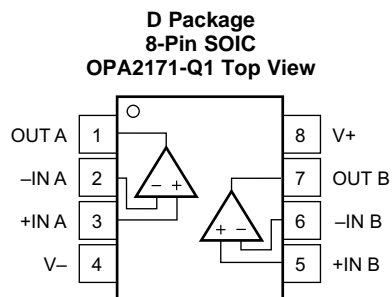 D Package
8-Pin SOIC
OPA2171-Q1 Top View
OUT A 1 8 V+
–IN A 2 7 OUT B
– +
+IN A 3 6 –IN B
+ –
V– 4 5 +IN B